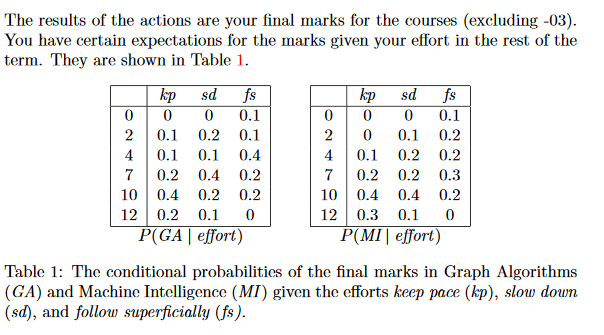 The results of the actions are your final marks for the courses (excluding -03).
You have certain expectations for the marks given your effort in the rest of the
term. They are shown in Table 1.
kp sd fs
0 0 0 0.1
2 0.1 0.2 0.1
4 0.1 0.1 0.4
7 0.2 0.4 0.2
10 0.4 0.2 0.2
12 0.2 0.1 0
P(GA | effort)
kp sd fs
0 0 0 0.1
2 0 0.1 0.2
4 0.1 0.2 0.2
7 0.2 0.2 0.3
10 0.4 0.4 0.2
12 0.3 0.1 0
P(MI | effort)
Table 1: The conditional probabilities of the final marks in Graph Algorithms
(GA) and Machine Intelligence (MI) given the efforts keep pace (kp), slow down
(sd), and follow superficially (fs).